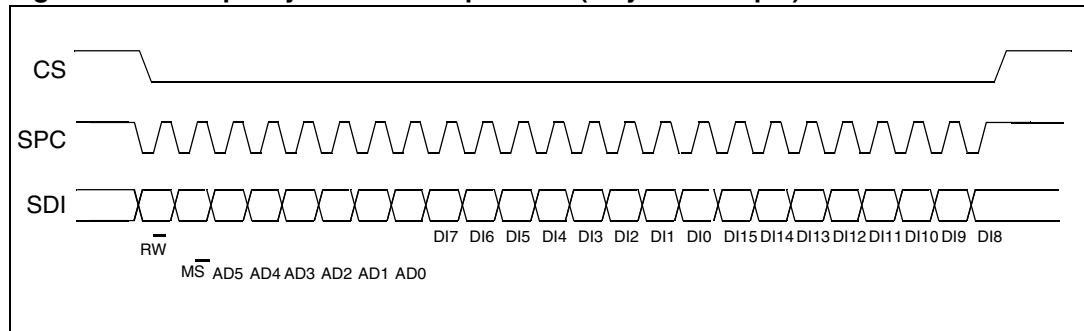 CS
SPC
SDI
DI7 DI6 DI5 DI4 DI3 DI2 DI1 DI0 DI15 DI14 DI13 DI12 DI11 DI10 DI9 DI8
RW
MS AD5 AD4 AD3 AD2 AD1 AD0